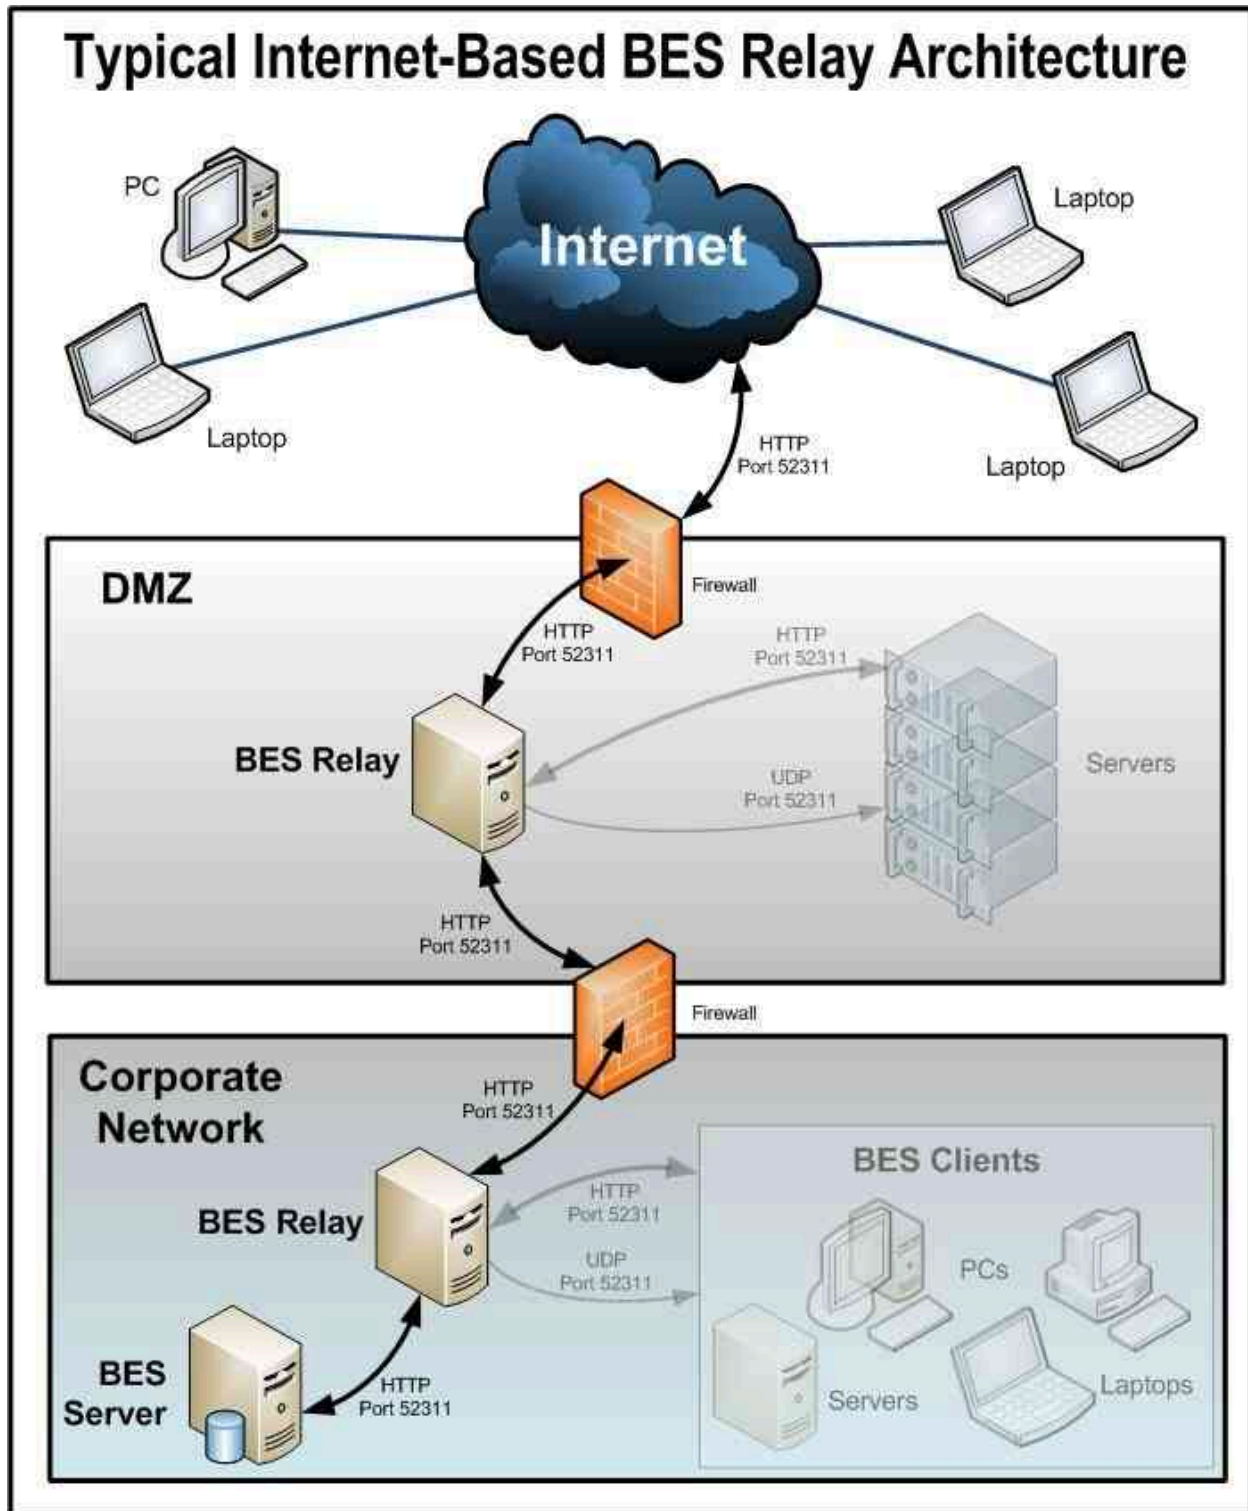 Typical Internet-Based BES Relay Architecture
PC
Internet
Laptop
Laptop
Laptop
HTTP
Port 52311
DMZ
Firewall
HTTP
Port 52311
HTTP
Port 52311
BES Relay
Servers
UDP
Port 52311
HTTP
Port 52311
Firewall
Corporate
Network
HTTP
Port 52311
BES Clients
BES Relay
HTTP
Port 52311
UDP
Port 52311
PCs
BES
Server
HTTP
Port 52311
Servers
Laptops